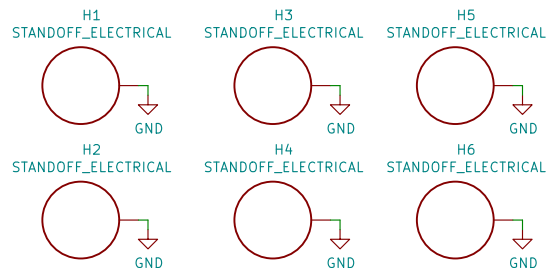 H1
STANDOFF_ELECTRICAL
GND
H3
STANDOFF_ELECTRICAL
GND
H5
STANDOFF_ELECTRICAL
GND
H2
STANDOFF_ELECTRICAL
GND
H4
STANDOFF_ELECTRICAL
GND
H6
STANDOFF_ELECTRICAL
GND